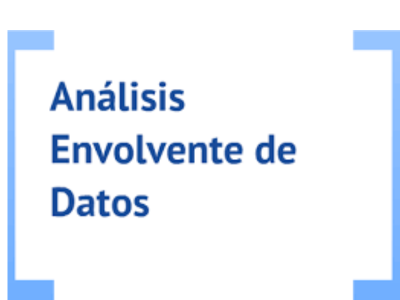 Análisis
Envolvente de
Datos